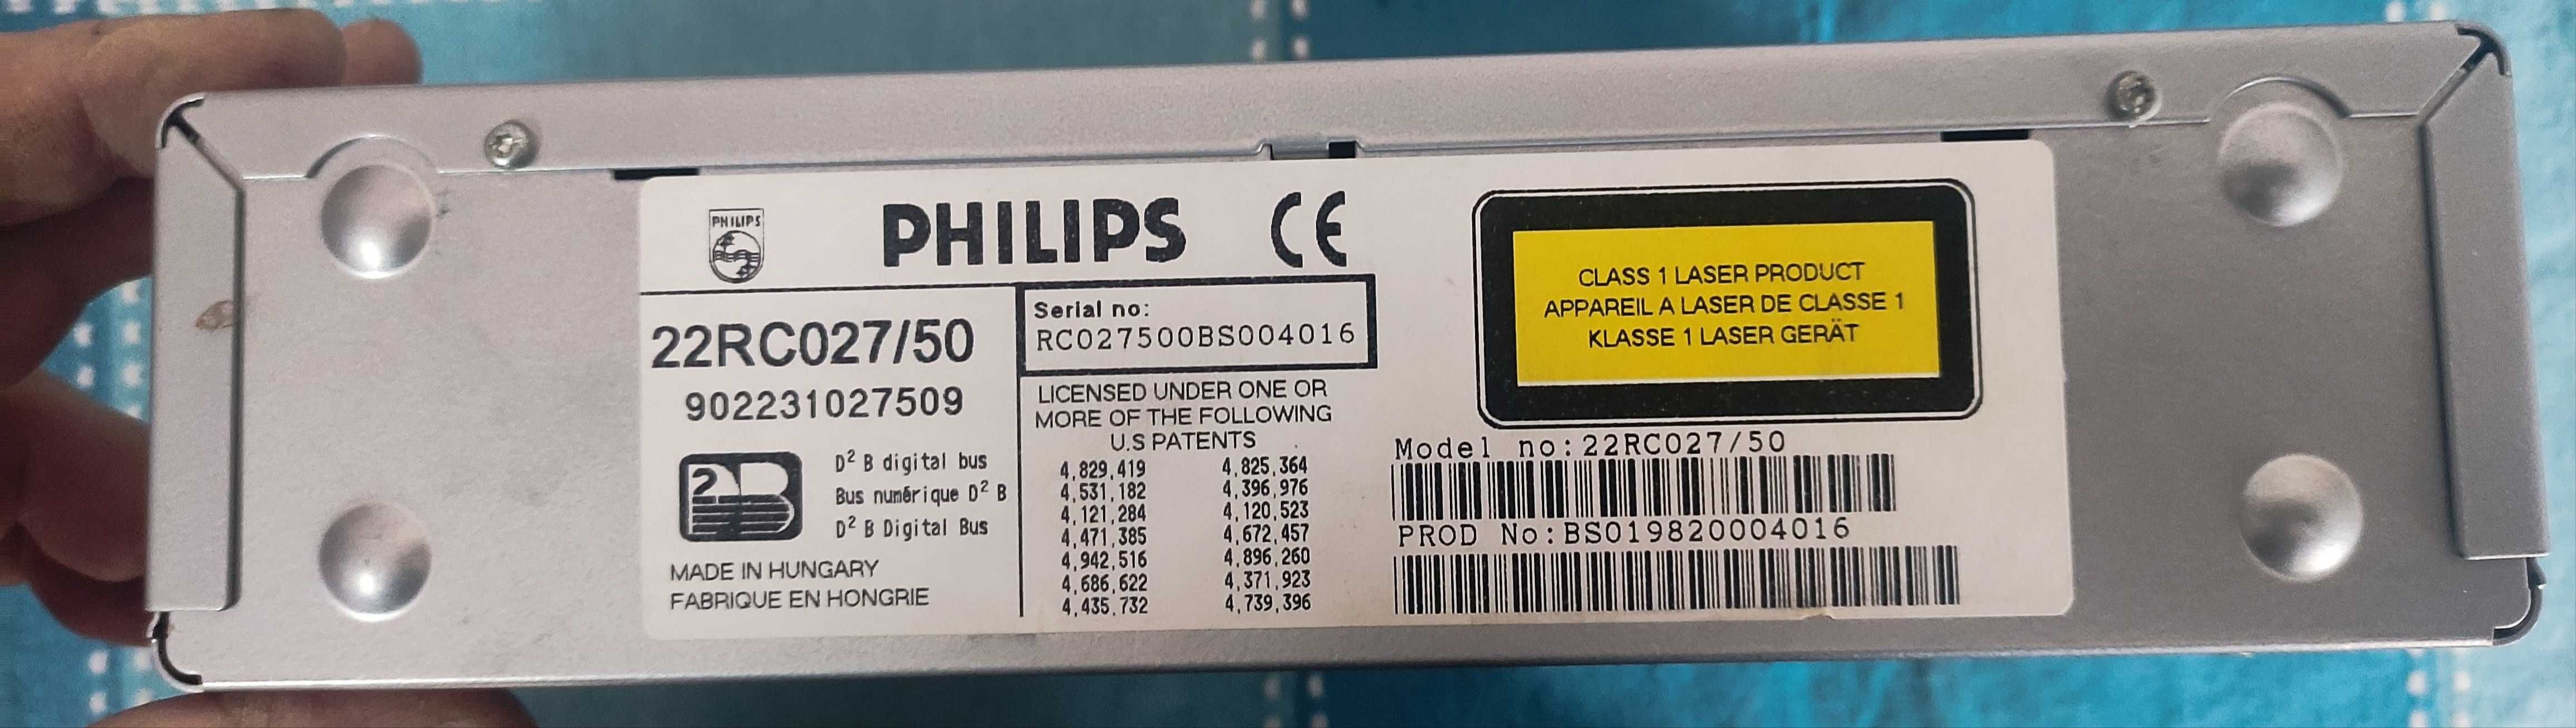 PHILIPS
PHILIPS CE
22RC027/50
902231027509
2B
D² B digital bus
Bus numérique D² B
D² B Digital Bus
MADE IN HUNGARY
FABRIQUE EN HONGRIE
Serial no:
RC027500BS004016
LICENSED UNDER ONE OR
MORE OF THE FOLLOWING
U.S PATENTS
4,829,419 4,825,364
4,531,182 4,396,976
4,121,284 4,120,523
4,471,385 4,672,457
4,942,516 4,896,260
4,686,622 4,371,923
4,435,732 4,739,396
CLASS 1 LASER PRODUCT
APPAREIL A LASER DE CLASSE 1
KLASSE 1 LASER GERÄT
Model no:22RC027/50
PROD No:BS019820004016